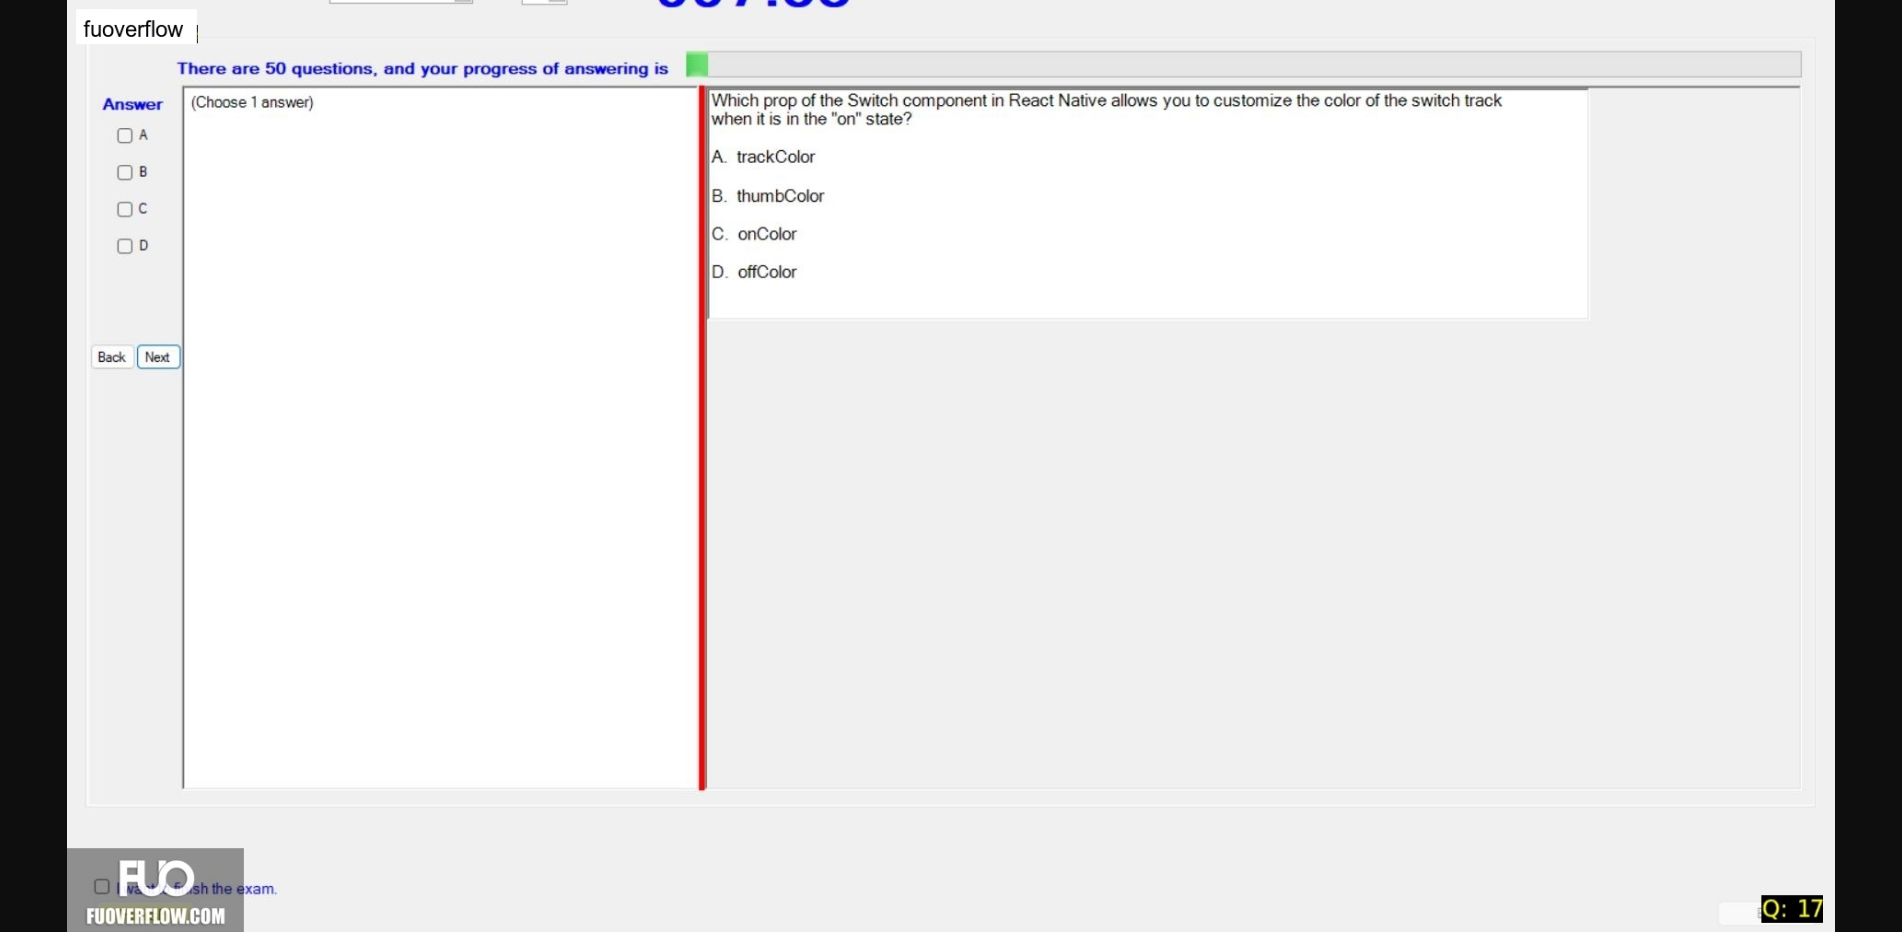 fuoverflow
There are 50 questions, and your progress of answering is
Answer
(Choose 1 answer)
A
B
C
D
Back Next
Which prop of the Switch component in React Native allows you to customize the color of the switch track
when it is in the "on" state?
A. trackColor
B. thumbColor
C. onColor
D. offColor
FUO
sh the exam.
FUOVERFLOW.COM
Q: 17